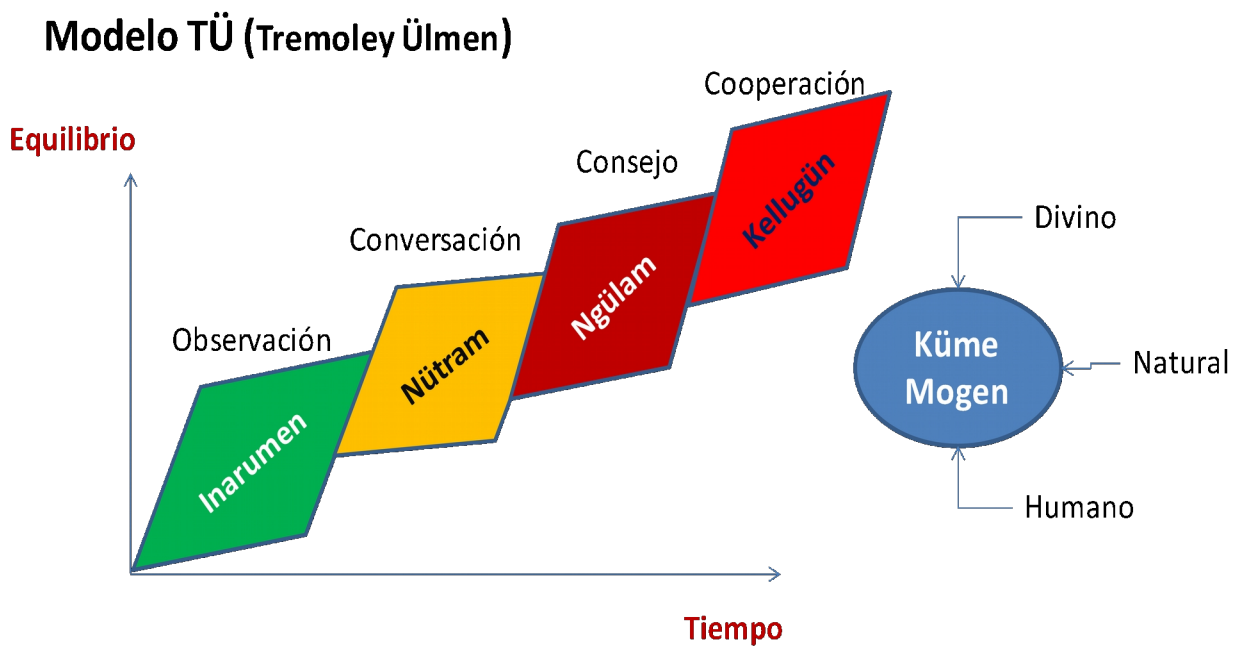 Modelo TÜ (Tremoley Ülmen)
Equilibrio
Observación
Inarumen
Conversación
Nütram
Consejo
Ngülam
Cooperación
Kellugün
Tiempo
Divino
Küme
Mogen
Natural
Humano